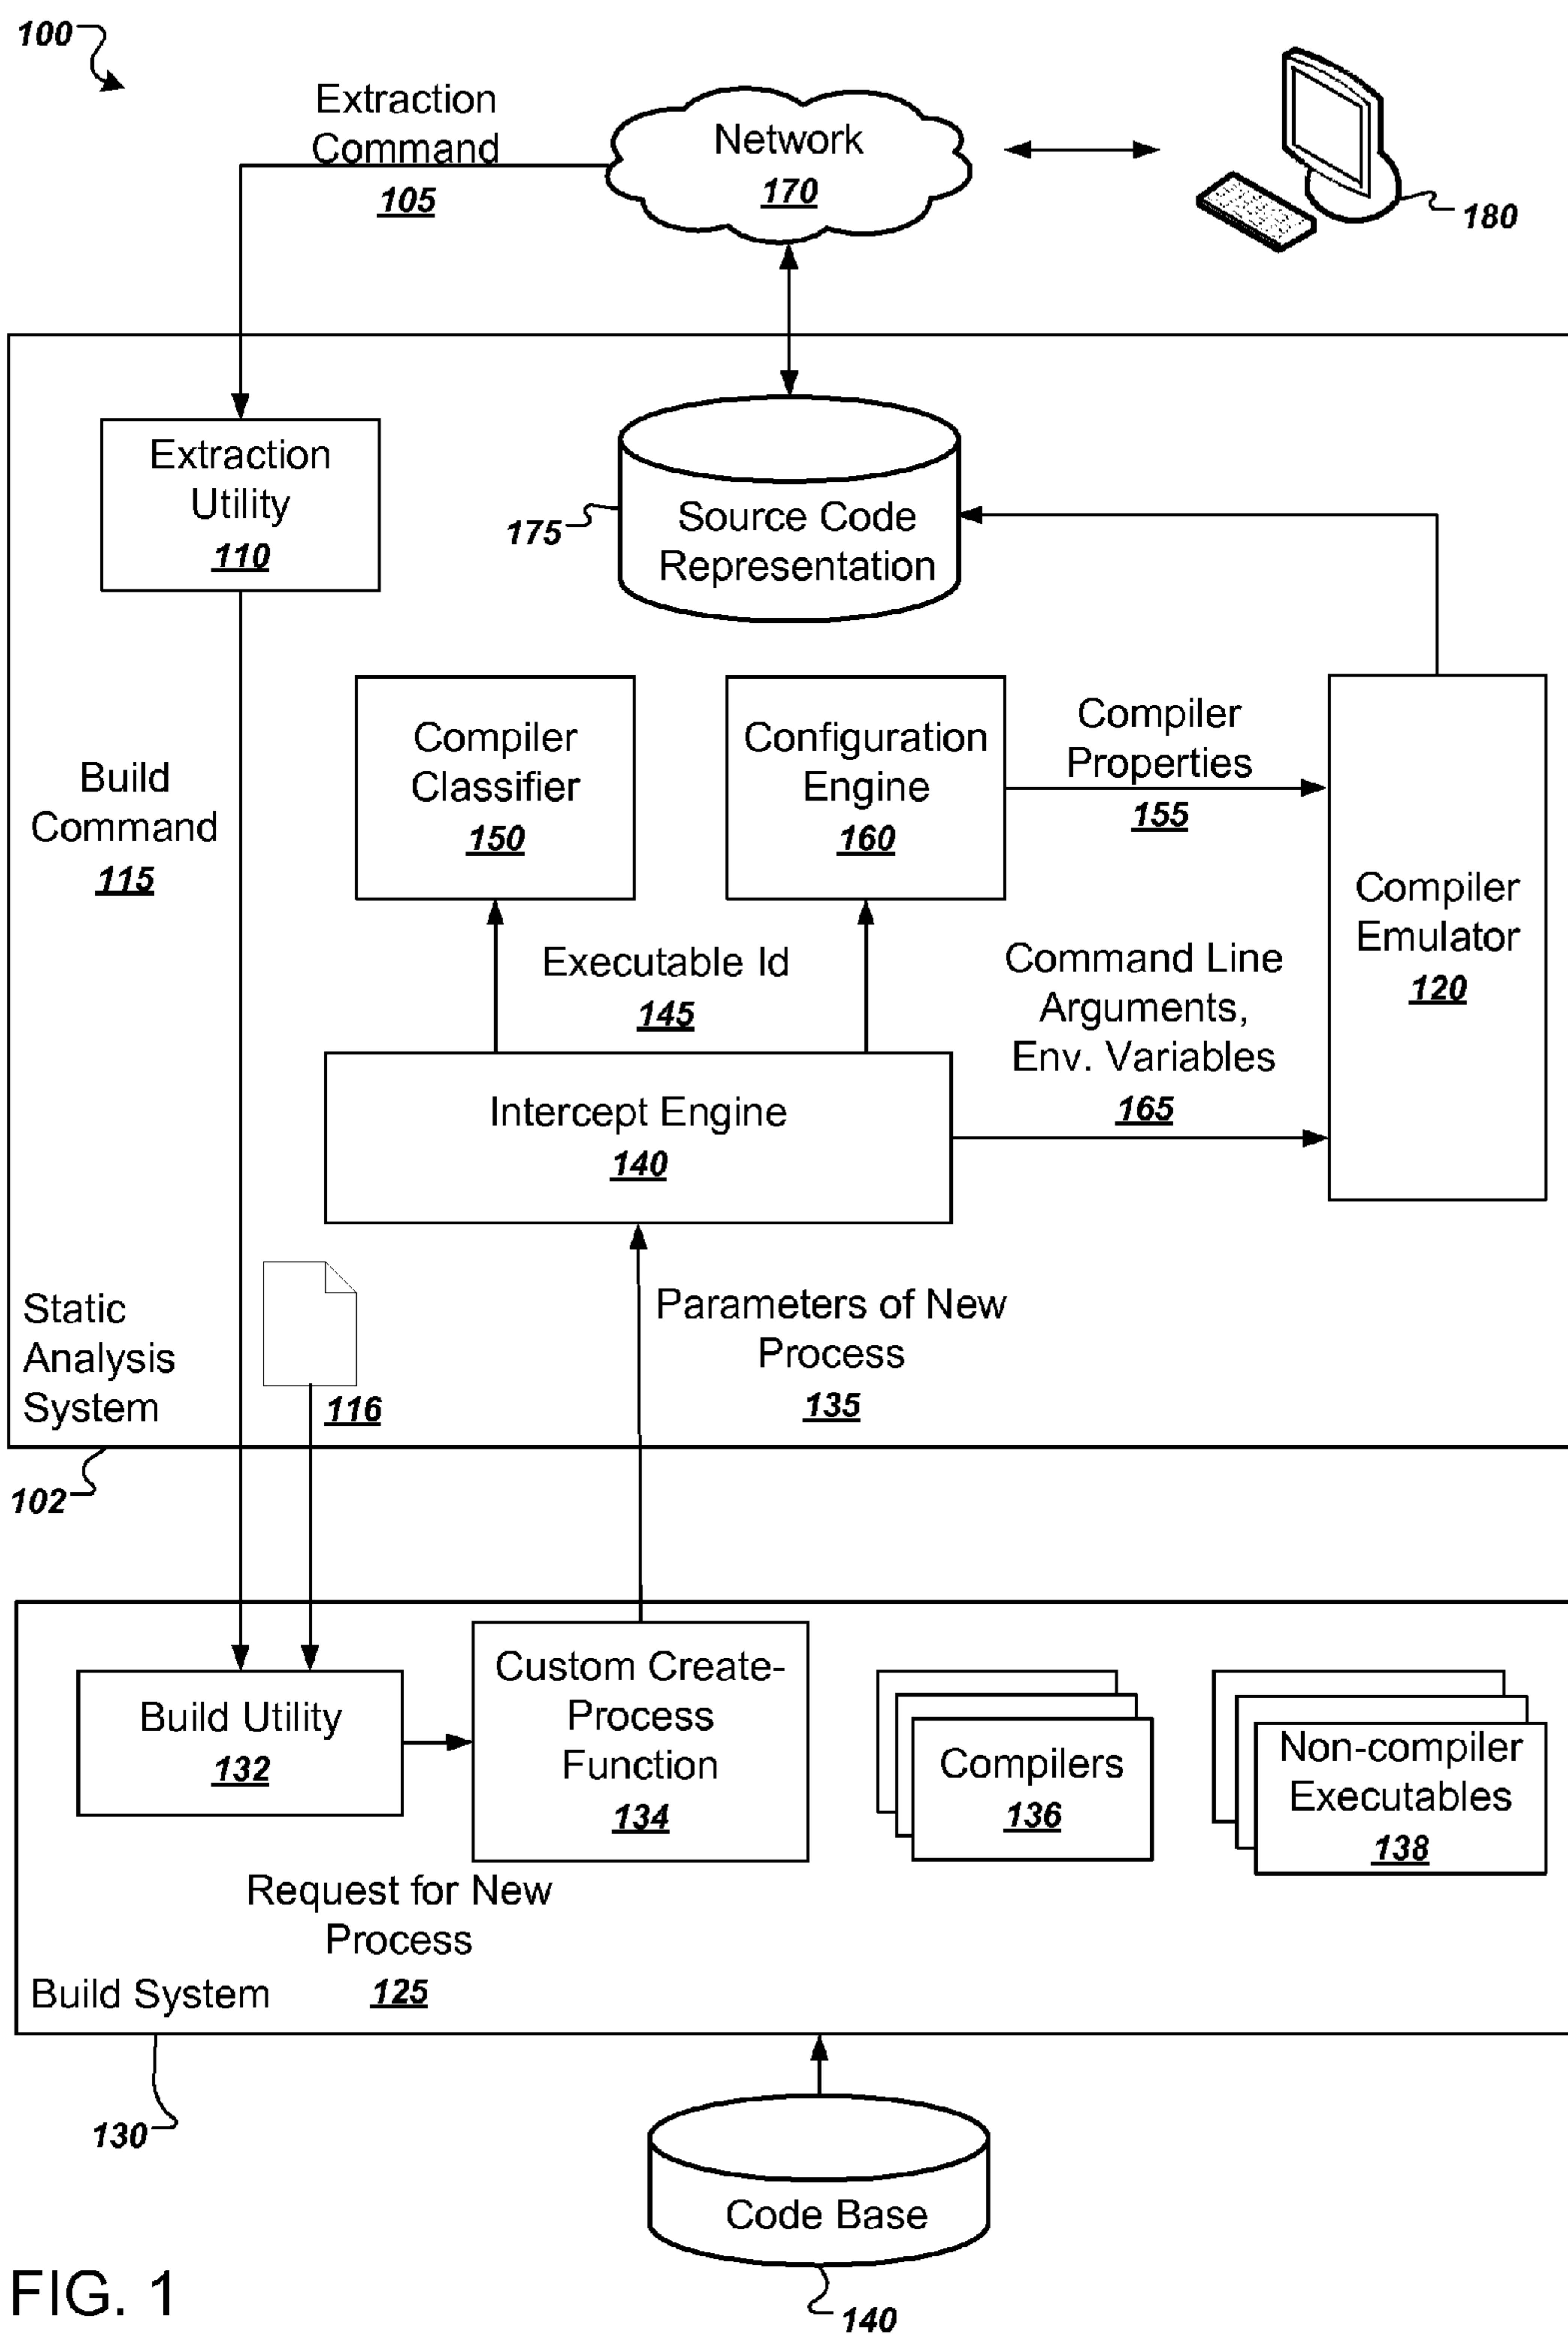 100
Extraction
Command
105
Network
170
180
Extraction
Utility
110
175
Source Code
Representation
Build
Command
115
Compiler
Classifier
150
Configuration
Engine
160
Compiler
Properties
155
Compiler
Emulator
120
Executable Id
145
Command Line
Arguments,
Env. Variables
165
Intercept Engine
140
Static
Analysis
System
116
Parameters of New
Process
135
102
Build Utility
132
Custom Create-
Process
Function
134
Compilers
136
Non-compiler
Executables
138
Request for New
Process
125
Build System
130
Code Base
140
FIG. 1